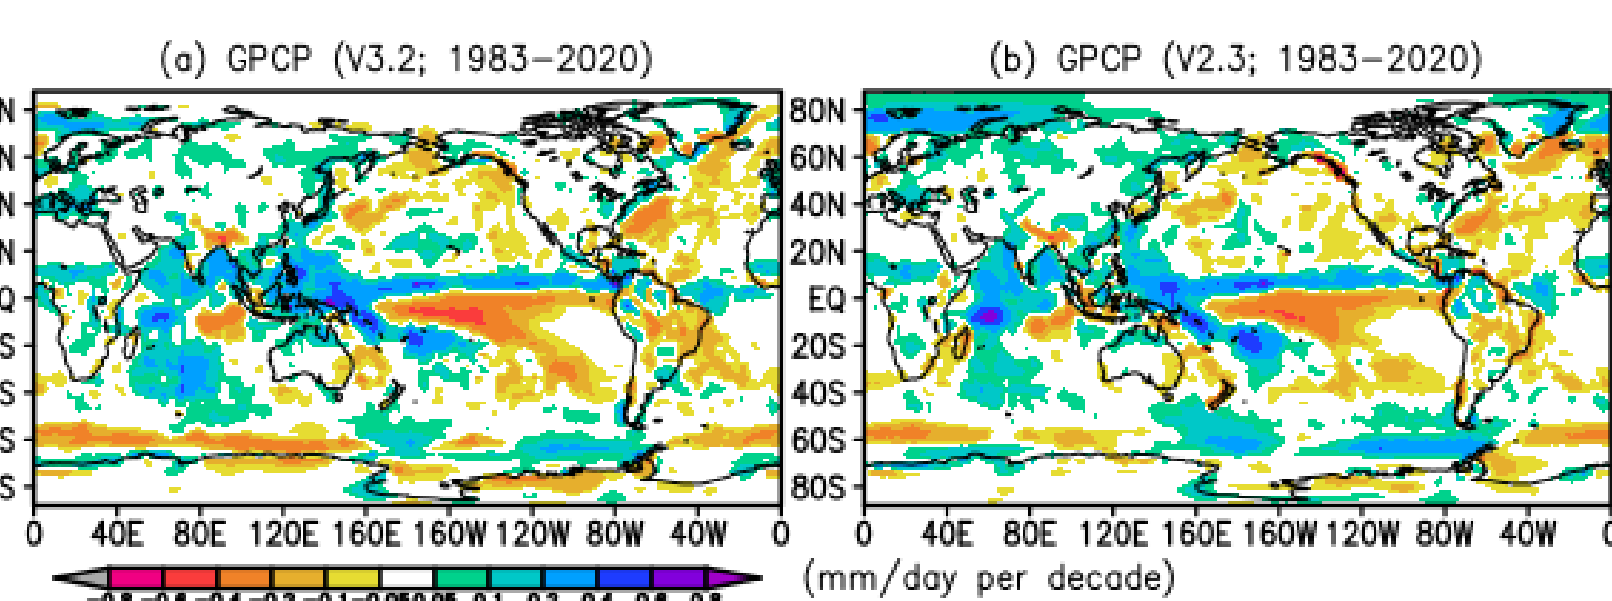 (a) GPCP (V3.2; 1983-2020) (b) GPCP (V2.3; 1983-2020)
N 80N
N 60N
N 40N
N 20N
Q EQ
S 20S
S 40S
S 60S
S 80S
0 40E 80E 120E 160E 160W 120W 80W 40W 0 0 40E 80E 120E 160E 160W 120W 80W 40W
(mm/day per decade)